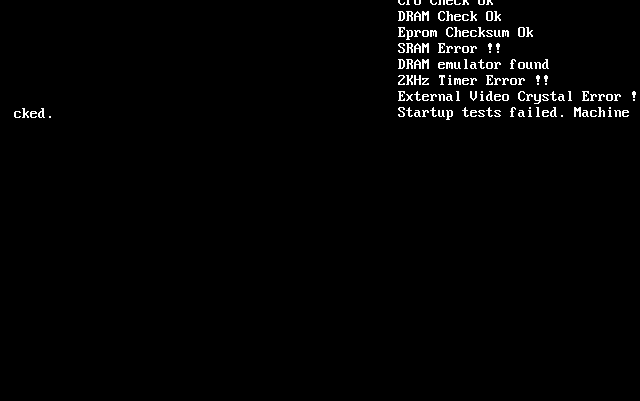 CPU Check Ok
DRAM Check Ok
Eprom Checksum Ok
SRAM Error !!
DRAM emulator found
2KHz Timer Error !!
External Video Crystal Error !
Startup tests failed. Machine
cked.